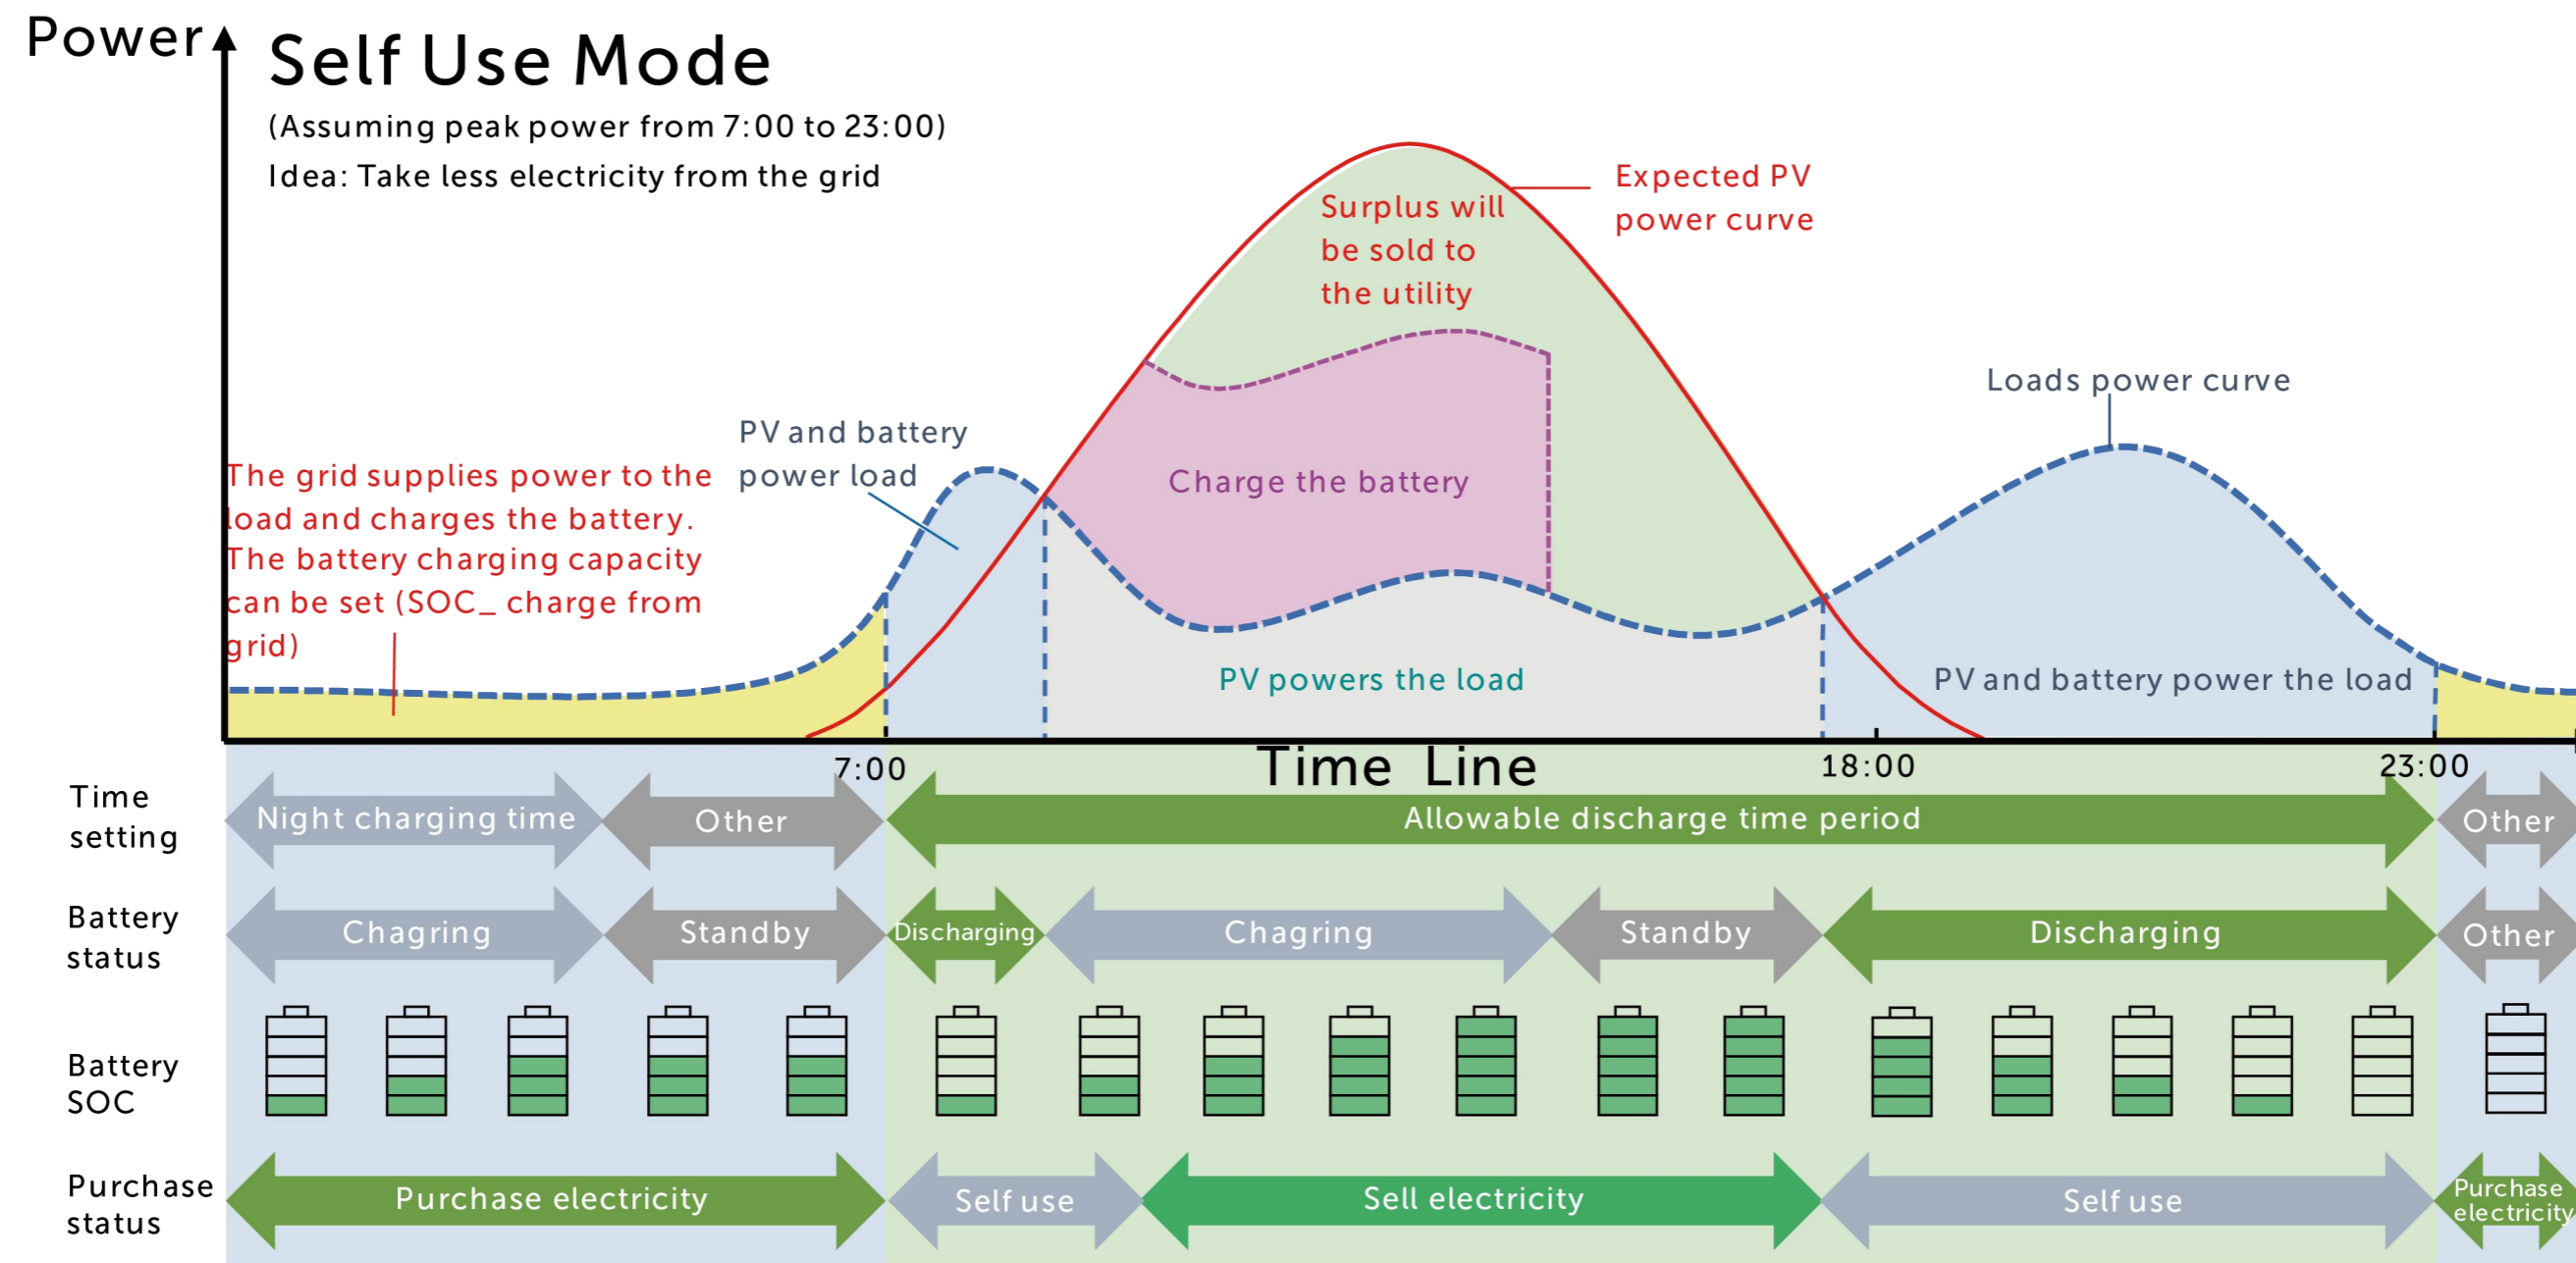 Power
Self Use Mode
(Assuming peak power from 7:00 to 23:00)
Idea: Take less electricity from the grid
Expected PV
power curve
Surplus will
be sold to
the utility
Loads power curve
PV and battery
power load
The grid supplies power to the
load and charges the battery.
The battery charging capacity
can be set (SOC_ charge from
grid)
Charge the battery
PV powers the load
PV and battery power the load
7:00
Time Line
18:00
23:00
Time
setting
Night charging time
Other
Allowable discharge time period
Other
Battery
status
Chagring
Standby
Discharging
Chagring
Standby
Discharging
Other
Battery
SOC
Purchase
status
Purchase electricity
Self use
Sell electricity
Self use
Purchase
electricity